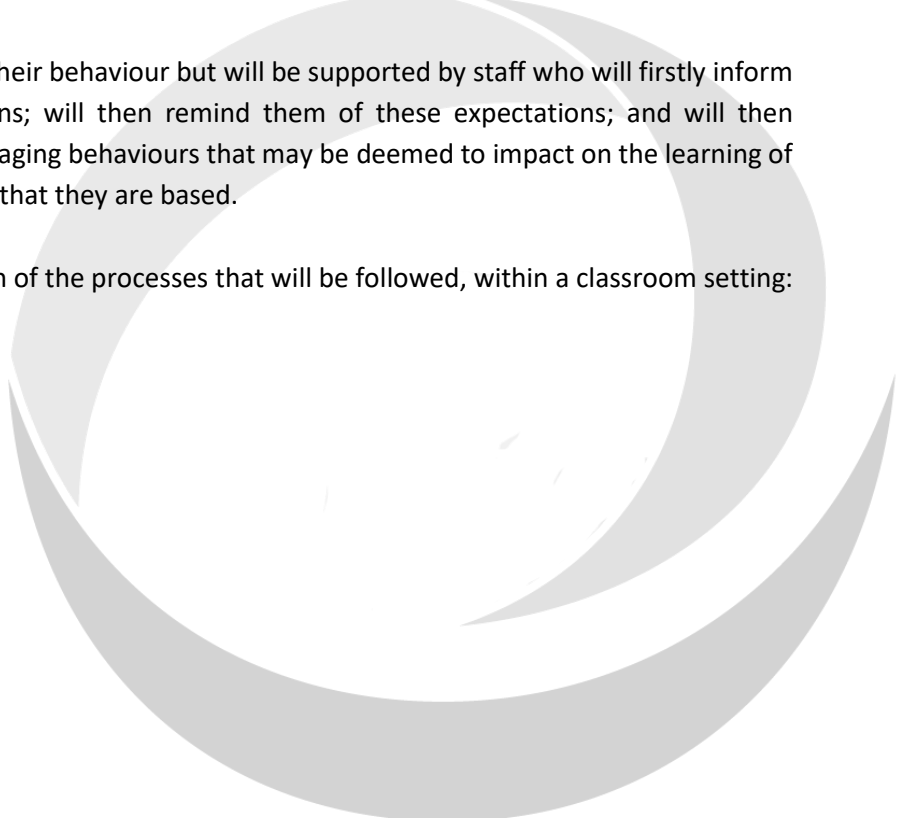 heir behaviour but will be supported by staff who will firstly inform
ns; will then remind them of these expectations; and will then
aging behaviours that may be deemed to impact on the learning of
that they are based.
n of the processes that will be followed, within a classroom setting: